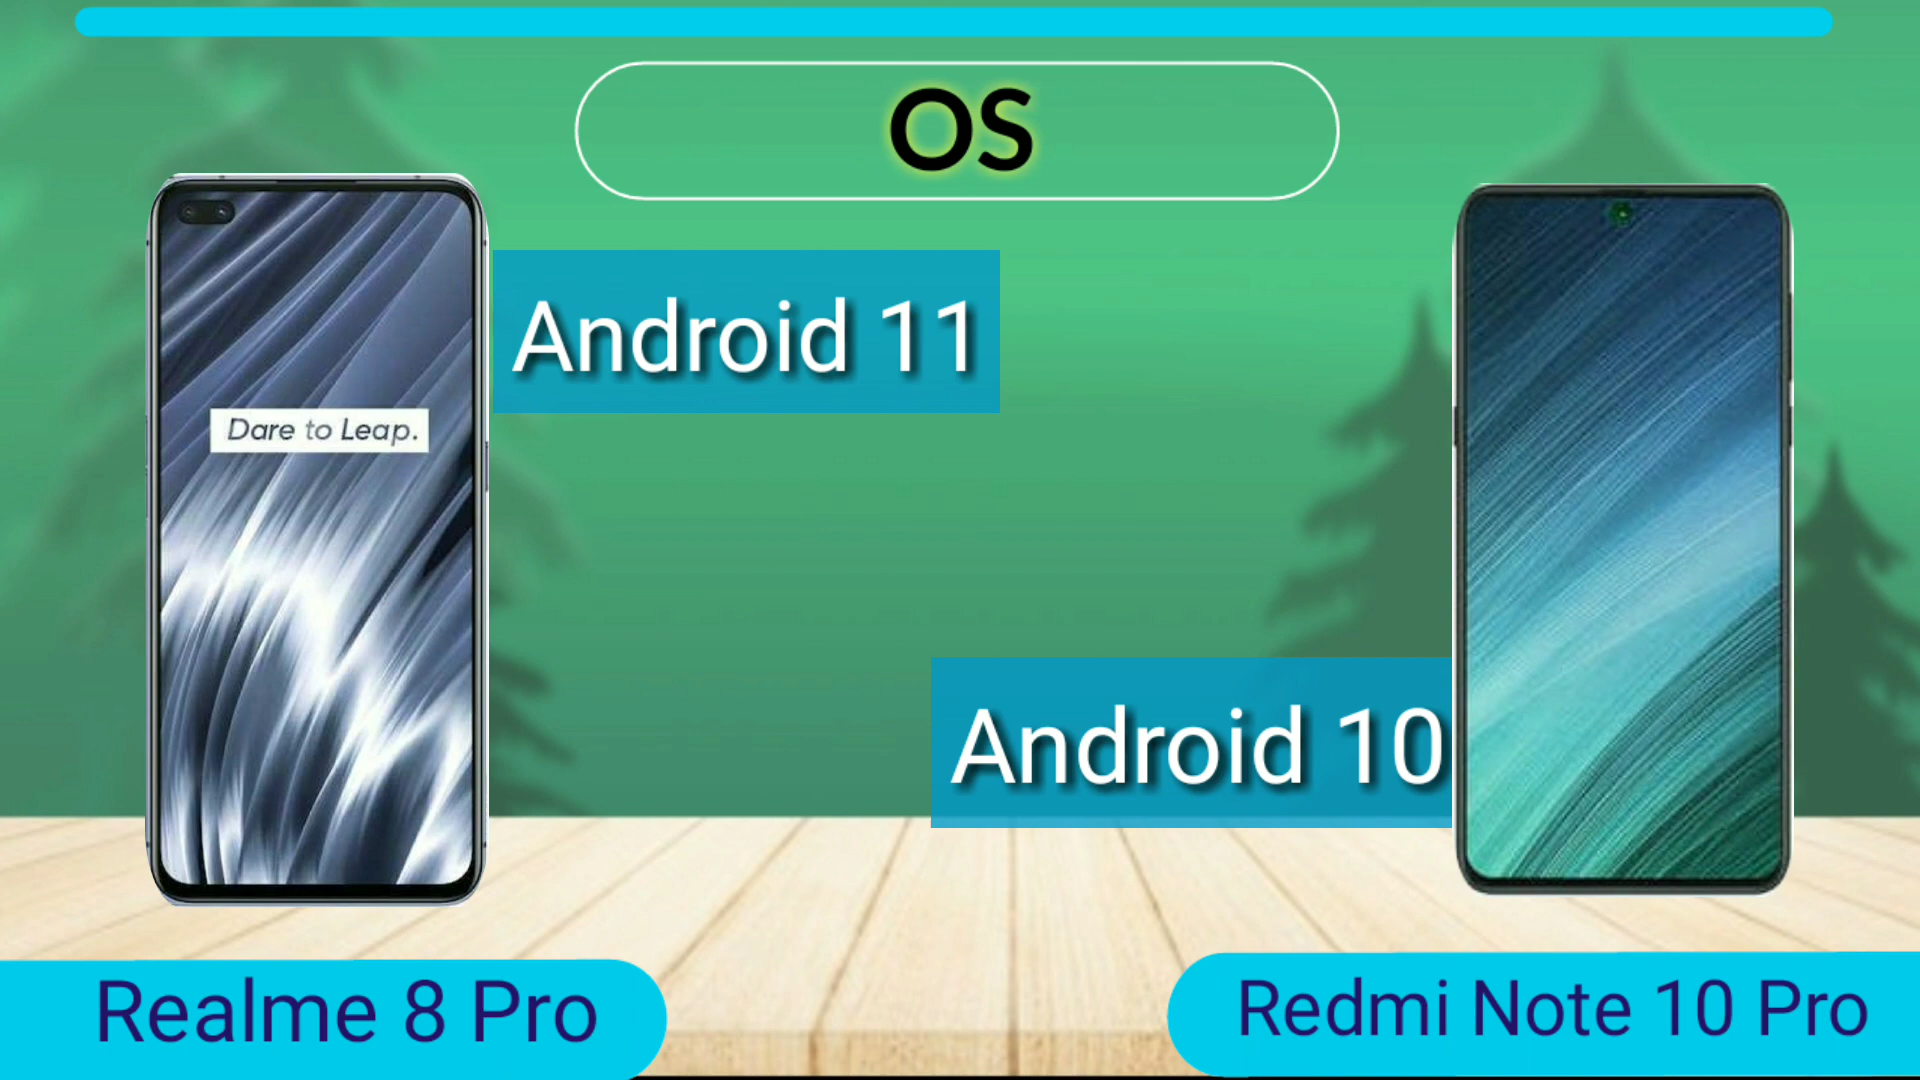 OS
Android 11
Dare to Leap.
Android 10
Realme 8 Pro
Redmi Note 10 Pro